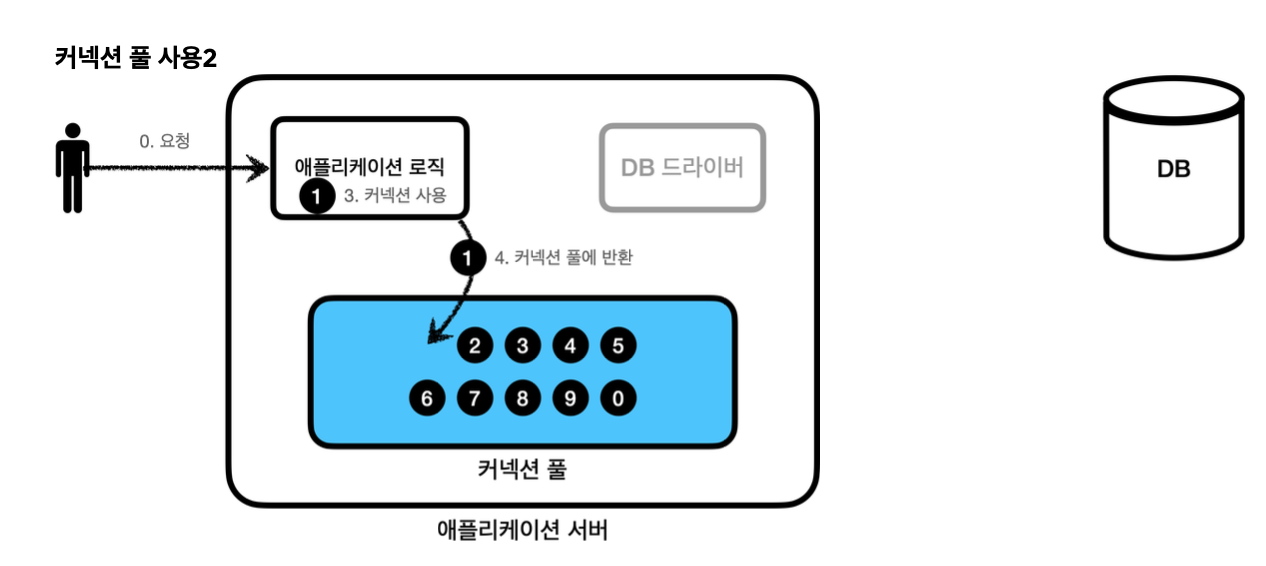 커넥션 풀 사용2
0. 요청
애플리케이션 로직
1 3. 커넥션 사용
DB 드라이버
DB
1 4. 커넥션 풀에 반환
2 3 4 5
6 7 8 9 0
커넥션 풀
애플리케이션 서버